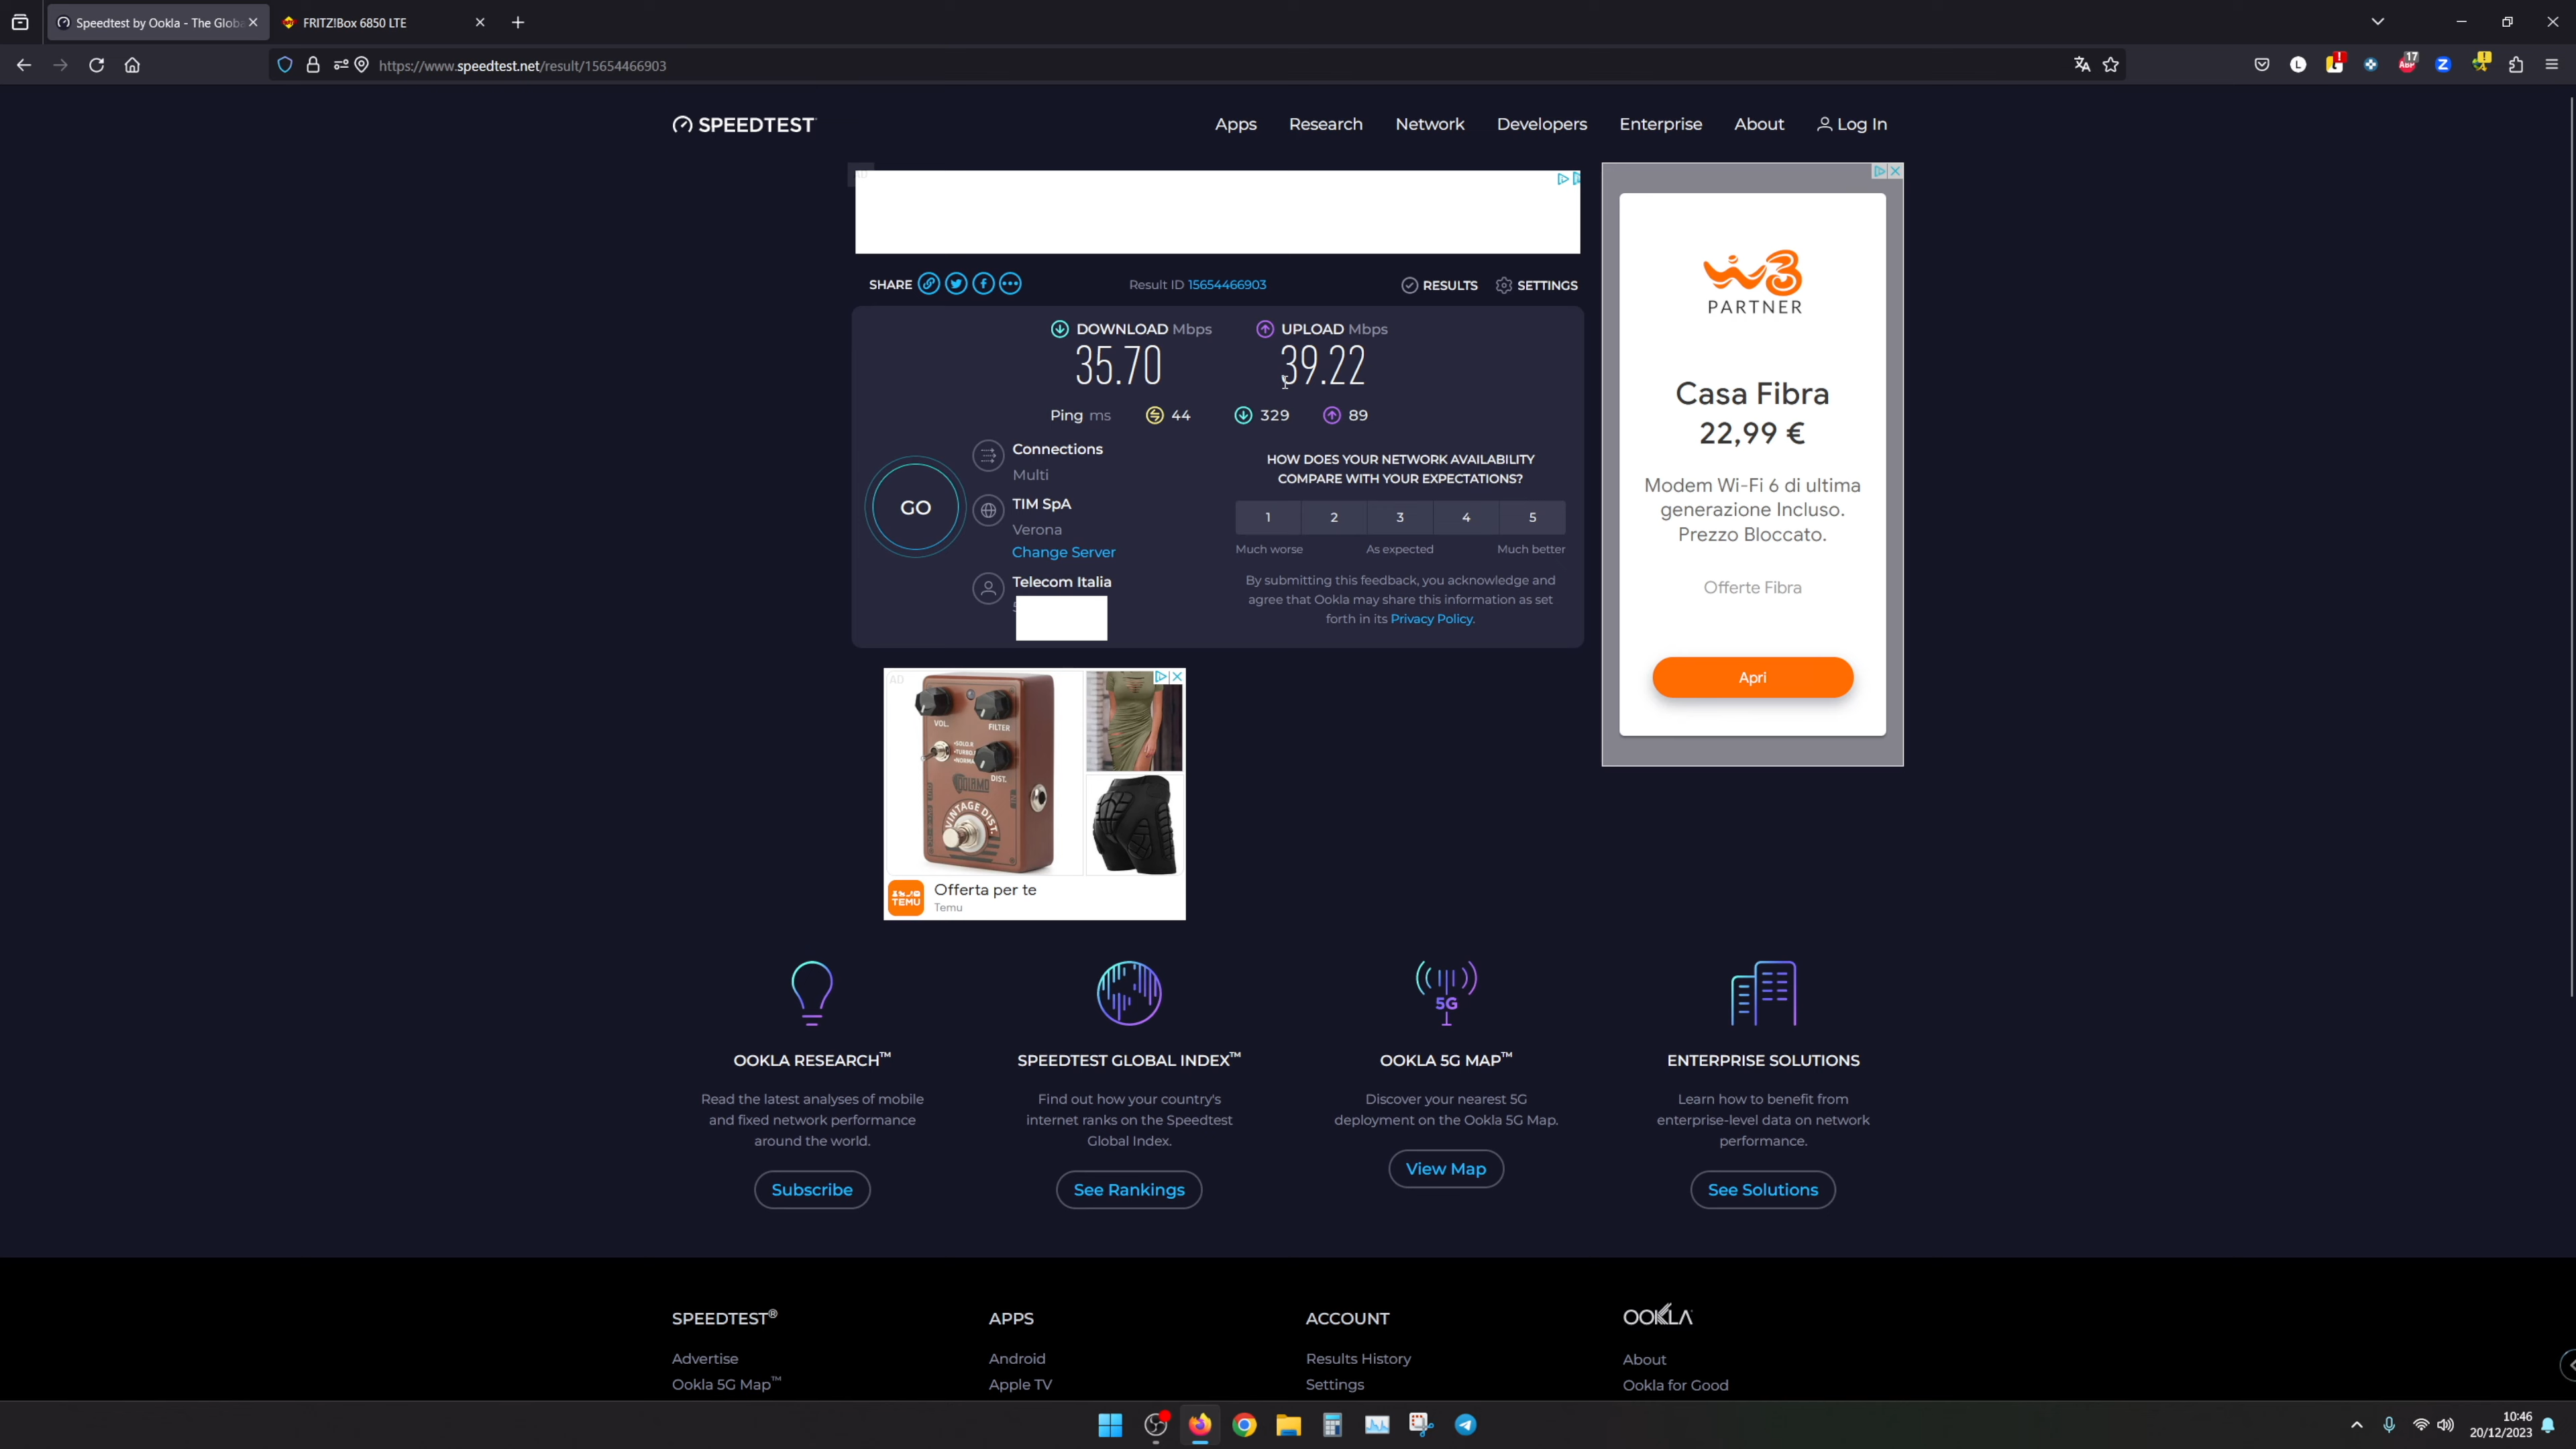 Speedtest by Ookla - The Globa
FRITZ!Box 6850 LTE
https://www.speedtest.net/result/15654466903
SPEEDTEST
Apps
Research
Network
Developers
Enterprise
About
Log In
SHARE
Result ID 15654466903
RESULTS
SETTINGS
DOWNLOAD Mbps
35.70
UPLOAD Mbps
39.22
Ping ms
44
329
89
GO
Connections
Multi
TIM SpA
Verona
Change Server
Telecom Italia
HOW DOES YOUR NETWORK AVAILABILITY
COMPARE WITH YOUR EXPECTATIONS?
1
2
3
4
5
Much worse
As expected
Much better
By submitting this feedback, you acknowledge and
agree that Ookla may share this information as set
forth in its Privacy Policy.
W3
PARTNER
Casa Fibra
22,99 €
Modem Wi-Fi 6 di ultima
generazione Incluso.
Prezzo Bloccato.
Offerte Fibra
Apri
AD
VOL.
FILTER
DIST.
VINTAGE DIST.
TEMU
Offerta per te
Temu
5G
OOKLA RESEARCH™
Read the latest analyses of mobile
and fixed network performance
around the world.
Subscribe
SPEEDTEST GLOBAL INDEX™
Find out how your country's
internet ranks on the Speedtest
Global Index.
See Rankings
OOKLA 5G MAP™
Discover your nearest 5G
deployment on the Ookla 5G Map.
View Map
ENTERPRISE SOLUTIONS
Learn how to benefit from
enterprise-level data on network
performance.
See Solutions
SPEEDTEST®
Advertise
Ookla 5G Map™
APPS
Android
Apple TV
ACCOUNT
Results History
Settings
OOKLA
About
Ookla for Good
10:46
20/12/2023